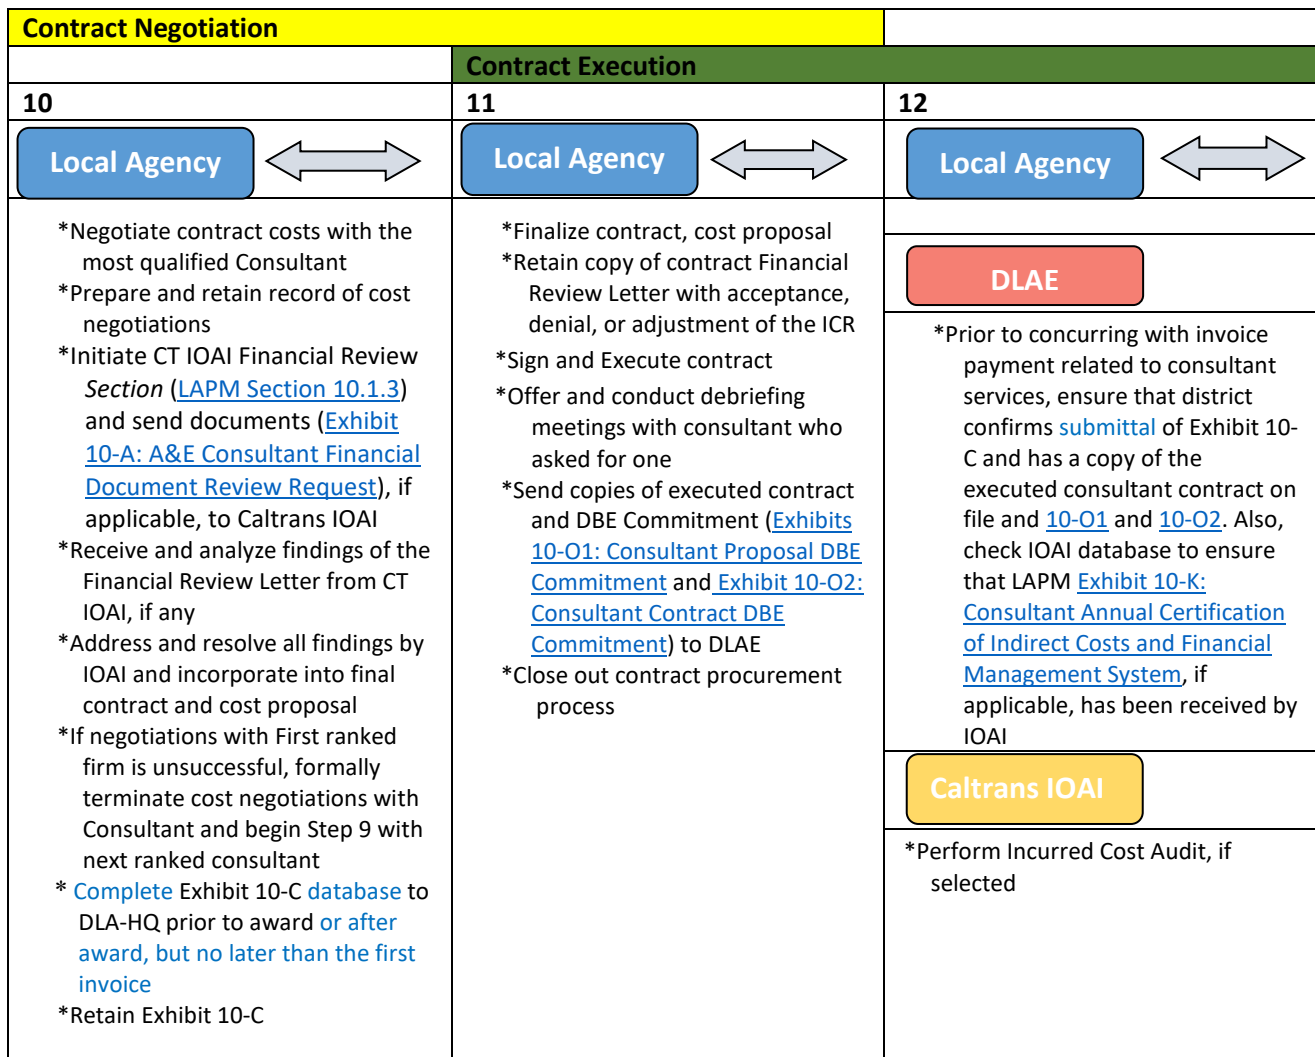 Contract Negotiation
Contract Execution
10
11
12
Local Agency
Local Agency
Local Agency
*Negotiate contract costs with the
most qualified Consultant
*Prepare and retain record of cost
negotiations
*Initiate CT IOAI Financial Review
Section (LAPM Section 10.1.3)
and send documents (Exhibit
10-A: A&E Consultant Financial
Document Review Request), if
applicable, to Caltrans IOAI
*Receive and analyze findings of the
Financial Review Letter from CT
IOAI, if any
*Address and resolve all findings by
IOAI and incorporate into final
contract and cost proposal
*If negotiations with First ranked
firm is unsuccessful, formally
terminate cost negotiations with
Consultant and begin Step 9 with
next ranked consultant
* Complete Exhibit 10-C database to
DLA-HQ prior to award or after
award, but no later than the first
invoice
*Retain Exhibit 10-C
*Finalize contract, cost proposal
*Retain copy of contract Financial
Review Letter with acceptance,
denial, or adjustment of the ICR
*Sign and Execute contract
*Offer and conduct debriefing
meetings with consultant who
asked for one
*Send copies of executed contract
and DBE Commitment (Exhibits
10-O1: Consultant Proposal DBE
Commitment and Exhibit 10-O2:
Consultant Contract DBE
Commitment) to DLAE
*Close out contract procurement
process
DLAE
*Prior to concurring with invoice
payment related to consultant
services, ensure that district
confirms submittal of Exhibit 10-
C and has a copy of the
executed consultant contract on
file and 10-O1 and 10-O2. Also,
check IOAI database to ensure
that LAPM Exhibit 10-K:
Consultant Annual Certification
of Indirect Costs and Financial
Management System, if
applicable, has been received by
IOAI
Caltrans IOAI
*Perform Incurred Cost Audit, if
selected